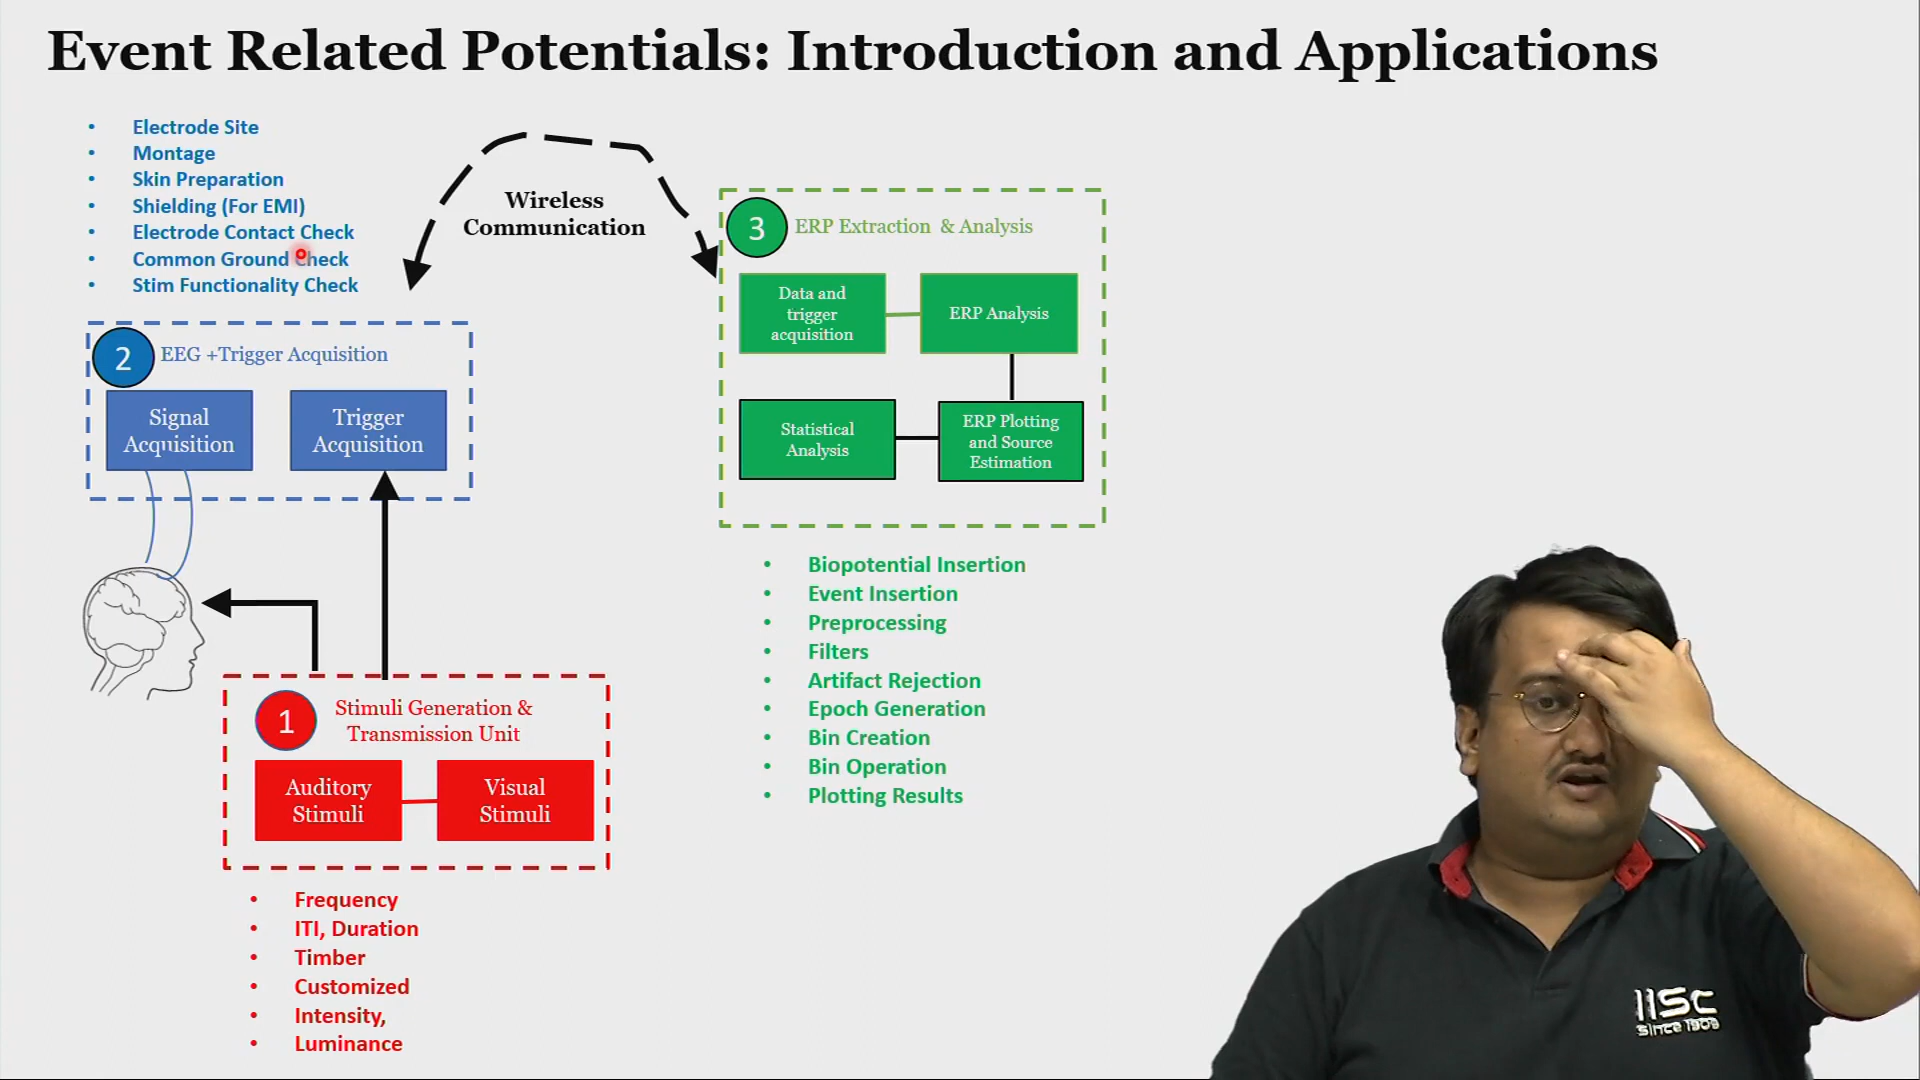 Event Related Potentials: Introduction and Applications
• Electrode Site
• Montage
• Skin Preparation
• Shielding (For EMI)
• Electrode Contact Check
• Common Ground Check
• Stim Functionality Check
Wireless
Communication
2
EEG +Trigger Acquisition
Signal
Acquisition
Trigger
Acquisition
1
Stimuli Generation &
Transmission Unit
Auditory
Stimuli
Visual
Stimuli
• Frequency
• ITI, Duration
• Timber
• Customized
• Intensity,
• Luminance
3
ERP Extraction & Analysis
Data and
trigger
acquisition
ERP Analysis
Statistical
Analysis
ERP Plotting
and Source
Estimation
• Biopotential Insertion
• Event Insertion
• Preprocessing
• Filters
• Artifact Rejection
• Epoch Generation
• Bin Creation
• Bin Operation
• Plotting Results
IISc
Since 1909